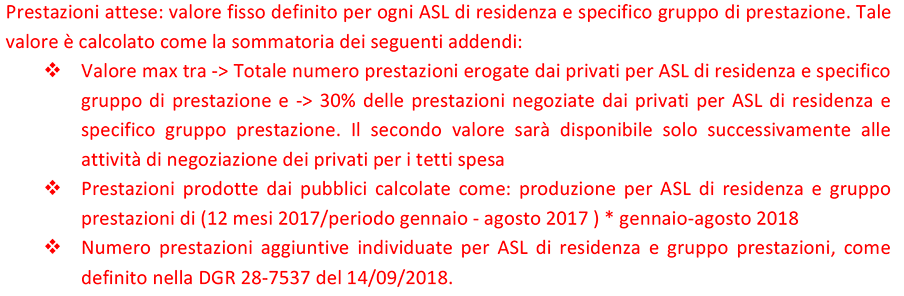 Prestazioni attese: valore fisso definito per ogni ASL di residenza e specifico gruppo di prestazione. Tale
valore è calcolato come la sommatoria dei seguenti addendi:
❖ Valore max tra -> Totale numero prestazioni erogate dai privati per ASL di residenza e specifico
gruppo di prestazione e -> 30% delle prestazioni negoziate dai privati per ASL di residenza e
specifico gruppo prestazione. Il secondo valore sarà disponibile solo successivamente alle
attività di negoziazione dei privati per i tetti spesa
❖ Prestazioni prodotte dai pubblici calcolate come: produzione per ASL di residenza e gruppo
prestazioni di (12 mesi 2017/periodo gennaio - agosto 2017 ) * gennaio-agosto 2018
❖ Numero prestazioni aggiuntive individuate per ASL di residenza e gruppo prestazioni, come
definito nella DGR 28-7537 del 14/09/2018.